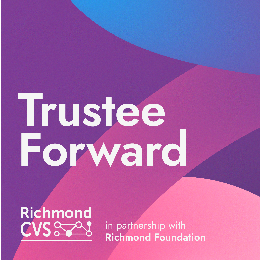 Trustee
Forward
Richmond
CVS
in partnership with
Richmond Foundation